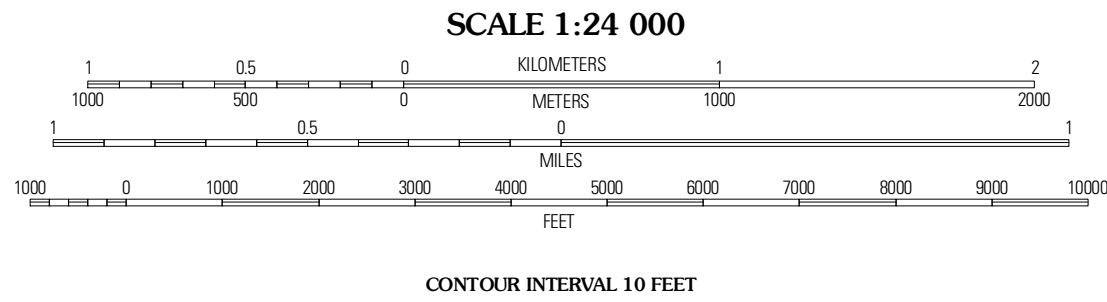 SCALE 1:24 000
1 0.5 0 KILOMETERS 1 2
1000 500 0 METERS 1000 2000
1 0.5 0 1
MILES
1000 0 1000 2000 3000 4000 5000 6000 7000 8000 9000 10000
FEET
CONTOUR INTERVAL 10 FEET